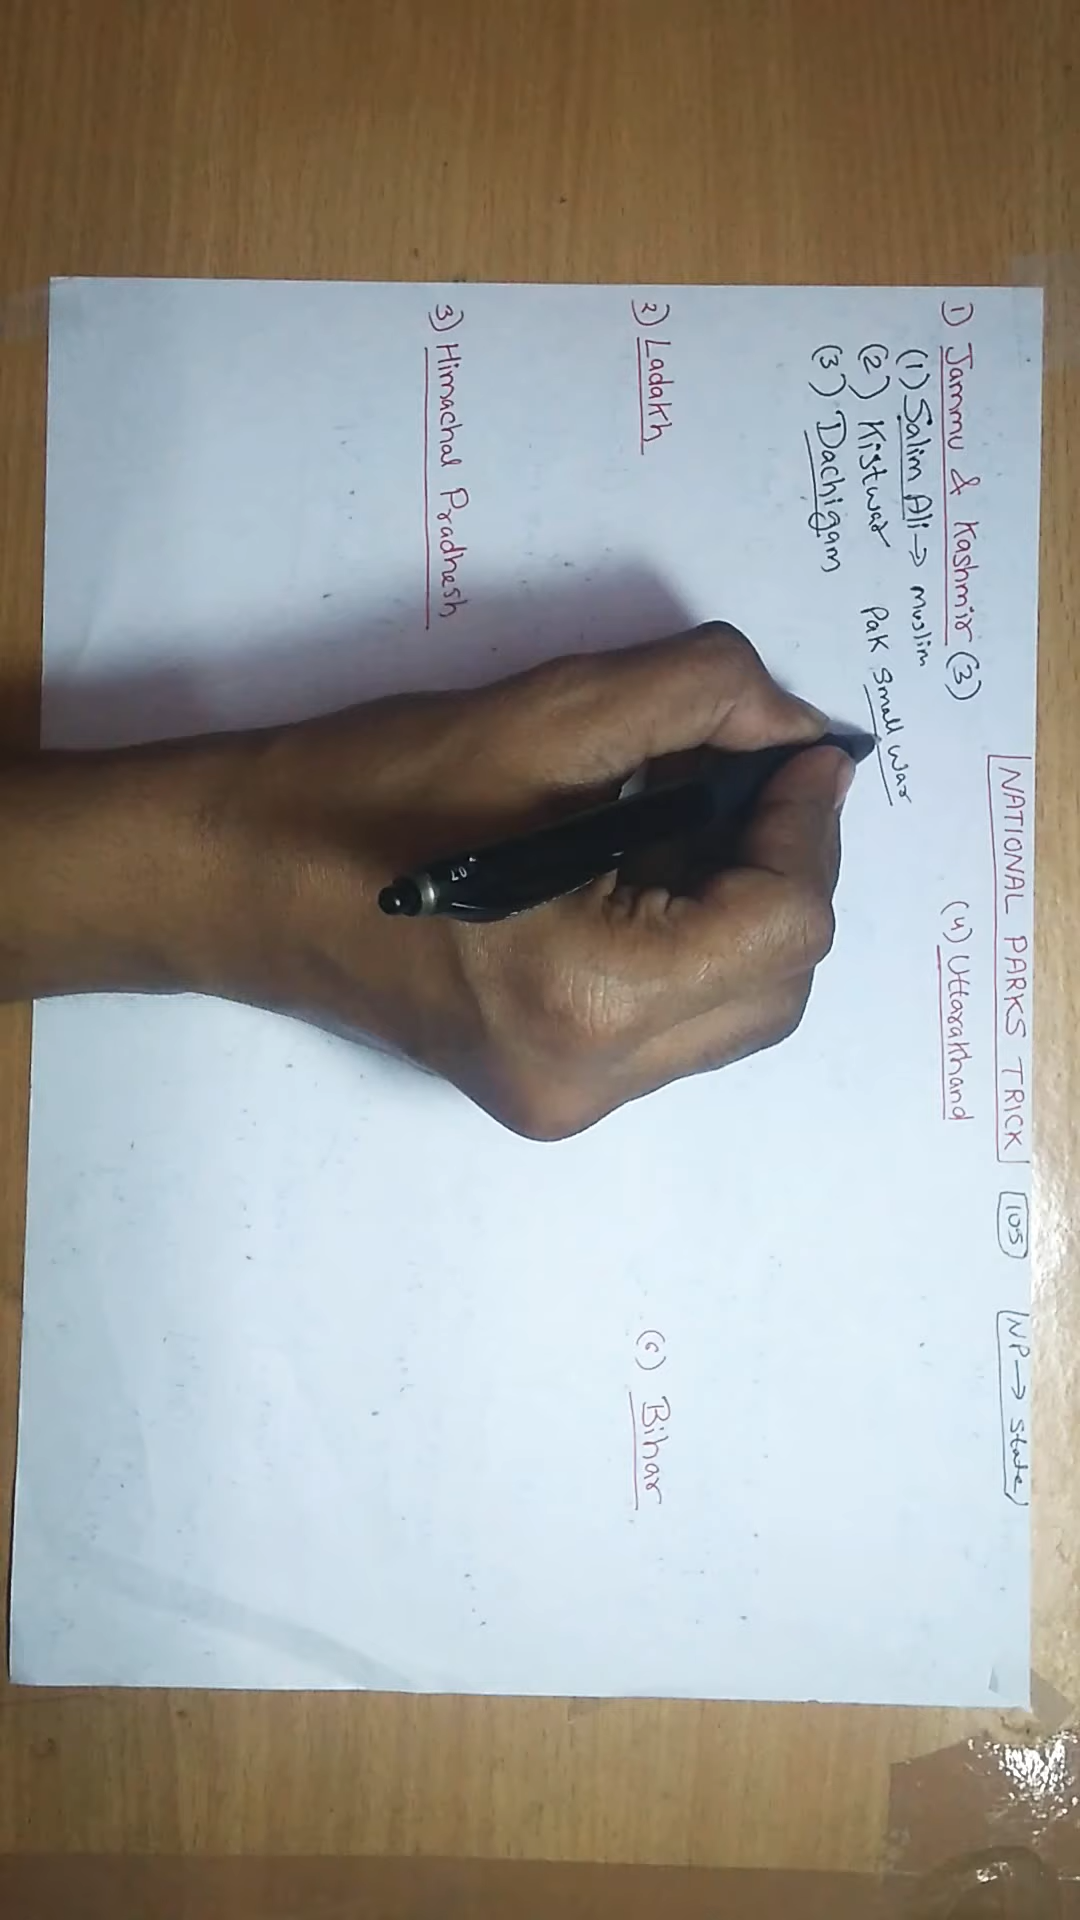 NATIONAL PARKS TRICK 105 NP→ State
1) Jammu & Kashmir (3)
(1) Salim Ali → muslim
(2) Kistwar Pak Small War
(3) Dachigam
2) Ladakh
3) Himachal Pradhesh
(4) Uttarakhand
(6) Bihar